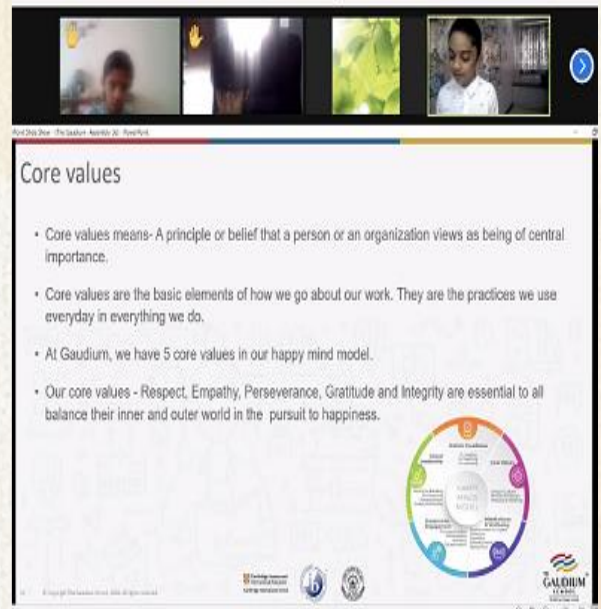 Core values
• Core values means- A principle or belief that a person or an organization views as being of central
importance.
• Core values are the basic elements of how we go about our work. They are the practices we use
everyday in everything we do.
• At Gaudium, we have 5 core values in our happy mind model.
• Our core values - Respect, Empathy, Perseverance, Gratitude and Integrity are essential to all
balance their inner and outer world in the pursuit to happiness.
THE
GAUDIUM
SCHOOL